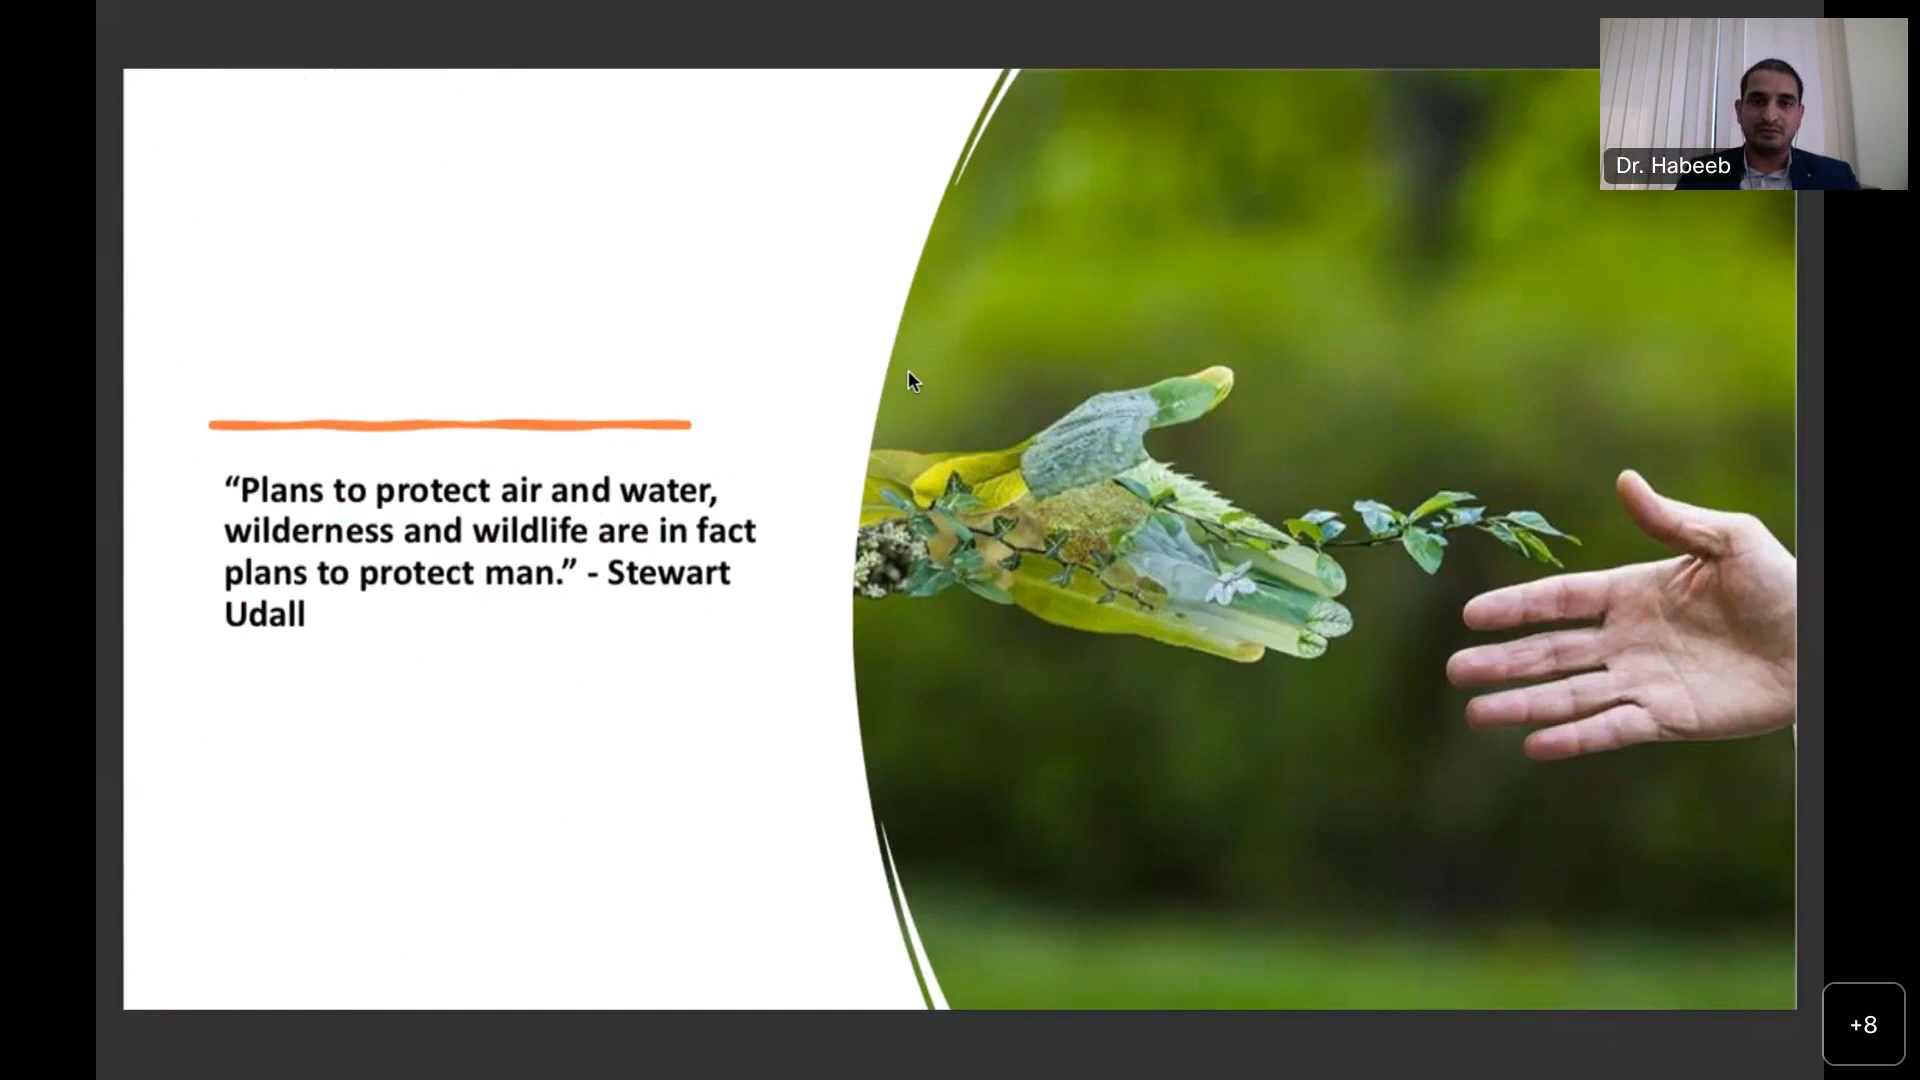 Dr. Habeeb
“Plans to protect air and water,
wilderness and wildlife are in fact
plans to protect man.” - Stewart
Udall
+8